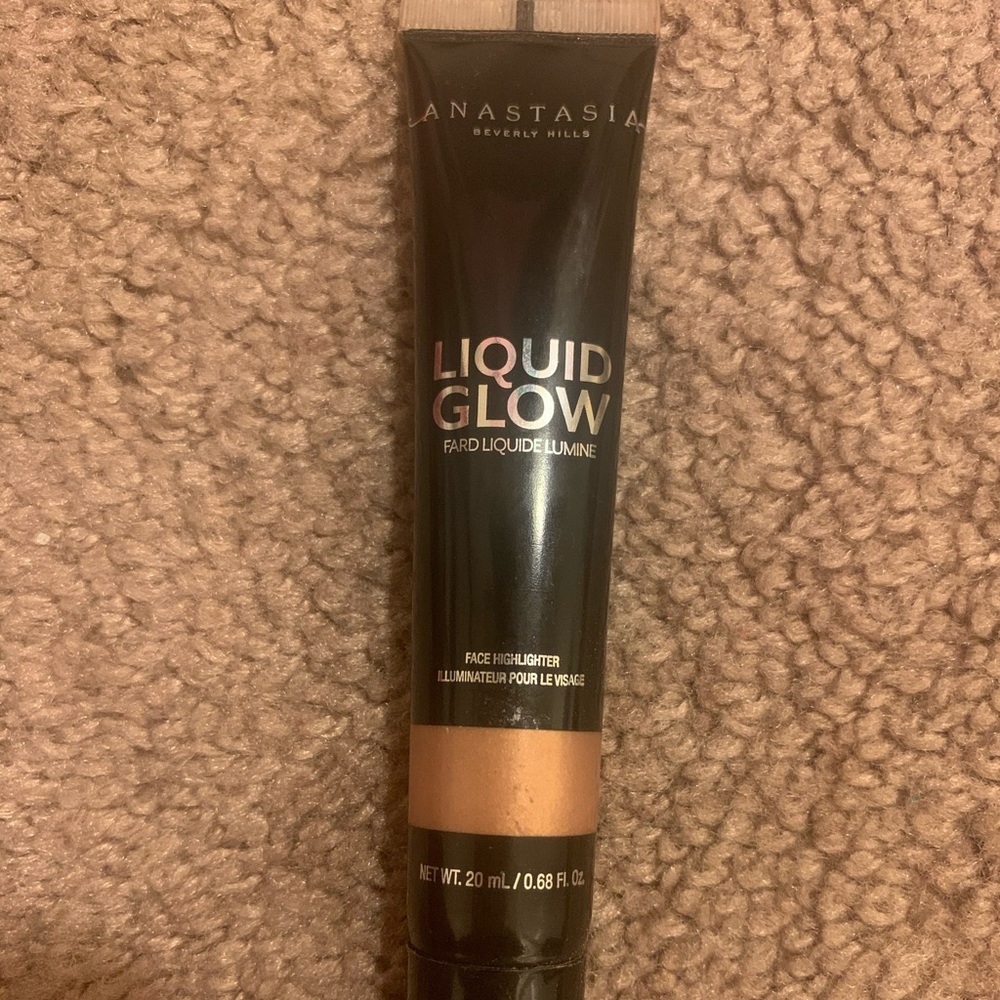 ANASTASIA
BEVERLY HILLS
LIQUID
GLOW
FARD LIQUIDE LUMINE
FACE HIGHLIGHTER
ILLUMINATEUR POUR LE VISAGE
NET WT. 20 mL / 0.68 Fl. Oz.